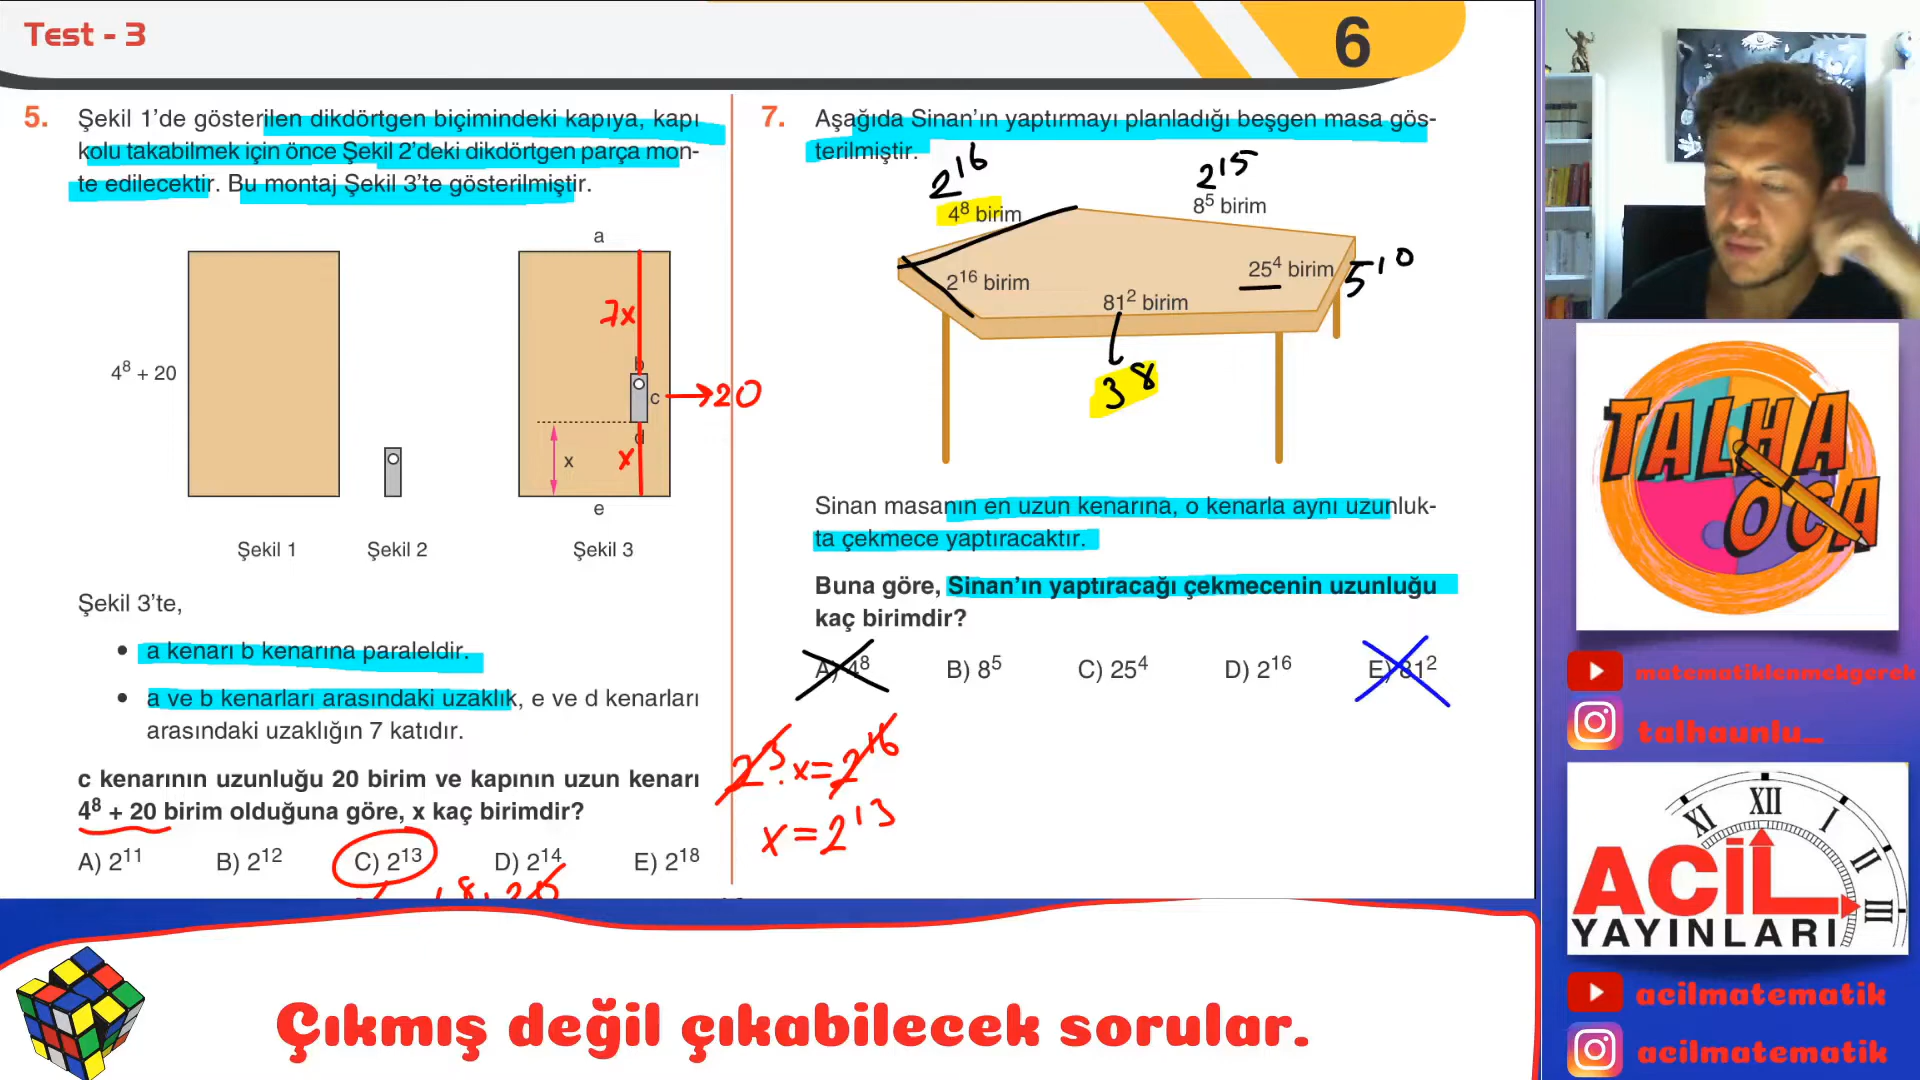 Test - 3
6
5. Şekil 1’de gösterilen dikdörtgen biçimindeki kapıya, kapı
kolu takabilmek için önce Şekil 2’deki dikdörtgen parça mon-
te edilecektir. Bu montaj Şekil 3’te gösterilmiştir.
a
7x
4⁸ + 20
b
c → 20
d
x
x
e
Şekil 1
Şekil 2
Şekil 3
Şekil 3’te,
• a kenarı b kenarına paraleldir.
• a ve b kenarları arasındaki uzaklık, e ve d kenarları
arasındaki uzaklığın 7 katıdır.
c kenarının uzunluğu 20 birim ve kapının uzun kenarı
4⁸ + 20 birim olduğuna göre, x kaç birimdir?
A) 2¹¹ B) 2¹² C) 2¹³ D) 2¹⁴ E) 2¹⁸
7. Aşağıda Sinan’ın yaptırmayı planladığı beşgen masa gös-
terilmiştir.
2¹⁶
4⁸ birim
2¹⁵
8⁵ birim
2¹⁶ birim
25⁴ birim
5¹⁰
81² birim
3⁸
Sinan masanın en uzun kenarına, o kenarla aynı uzunluk-
ta çekmece yaptıracaktır.
Buna göre, Sinan’ın yaptıracağı çekmecenin uzunluğu
kaç birimdir?
A) 4⁸ B) 8⁵ C) 25⁴ D) 2¹⁶ E) 81²
2³ . x = 2¹⁶
x = 2¹³
TALHA
OCA
matematiklenmekgerek
talhaunlu_
XI XII I II III
ACİL
YAYINLARI
acilmatematik
acilmatematik
Çıkmış değil çıkabilecek sorular.